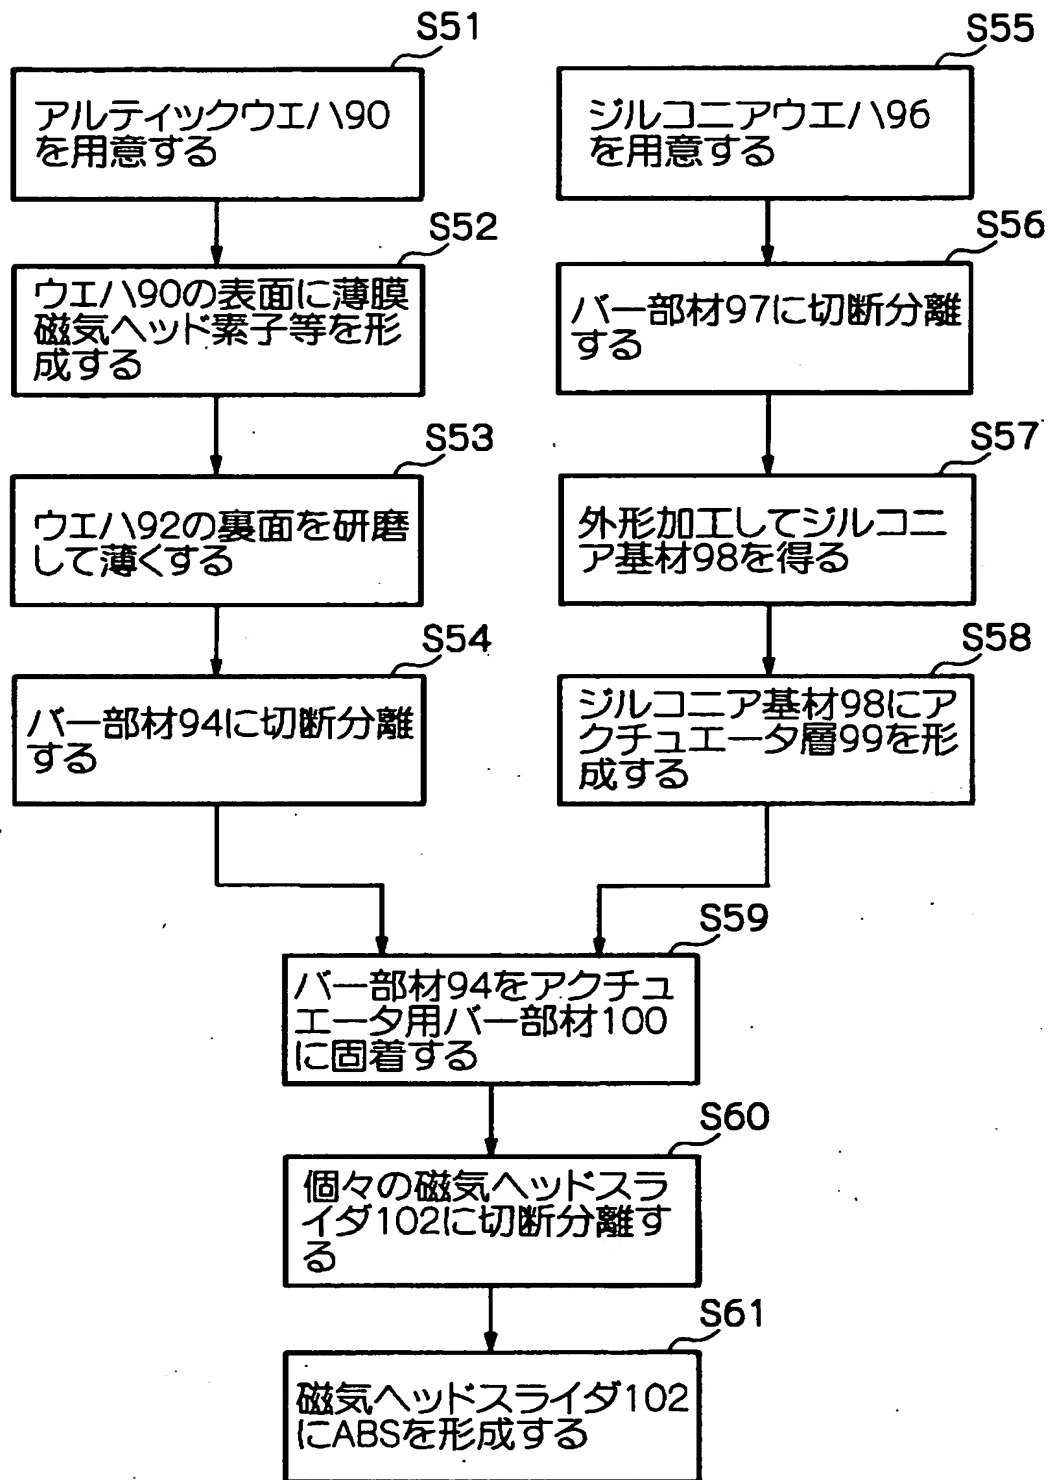 S51
アルティックウエハ90
を用意する
S52
ウエハ90の表面に薄膜
磁気ヘッド素子等を形
成する
S53
ウエハ92の裏面を研磨
して薄くする
S54
バー部材94に切断分離
する
S55
ジルコニアウエハ96
を用意する
S56
バー部材97に切断分離
する
S57
外形加工してジルコニ
ア基材98を得る
S58
ジルコニア基材98にア
クチュエータ層99を形
成する
S59
バー部材94をアクチュ
エータ用バー部材100
に固着する
S60
個々の磁気ヘッドスラ
イダ102に切断分離す
る
S61
磁気ヘッドスライダ102
にABSを形成する